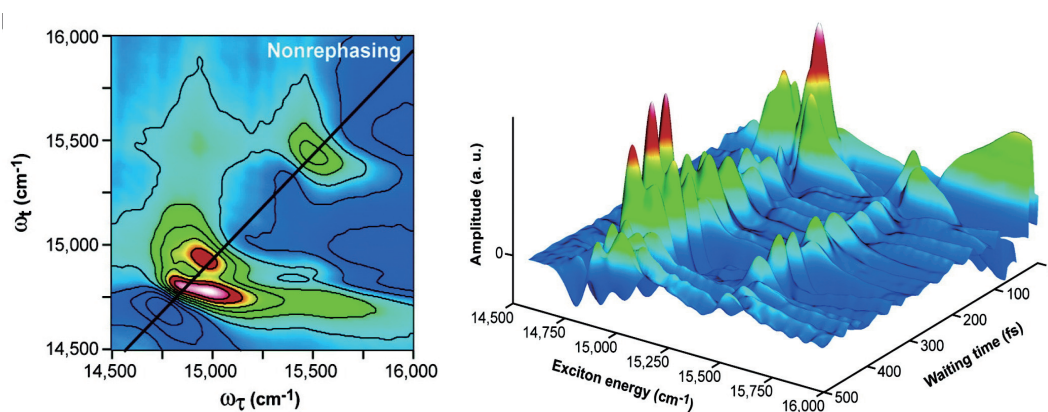 16,000
Nonrephasing
15,500
15,000
14,500
ωt (cm-1)
14,500 15,000 15,500 16,000
ωτ (cm-1)
Amplitude (a. u.)
0
14,500
14,750
15,000
15,250
15,500
15,750
16,000
Exciton energy (cm-1)
100
200
300
400
500
Waiting time (fs)